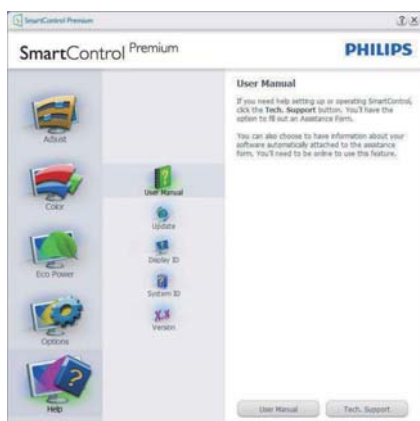 SmartControl Premium
SmartControl Premium
PHILIPS
Adjust
Color
Eco Power
Options
Help
User Manual
Update
Display ID
System ID
Version
User Manual
If you need help setting up or operating SmartControl,
click the Tech. Support button. You'll have the
option to fill out an Assistance Form.
You can also choose to have information about your
software automatically attached to the assistance
form. You'll need to be online to use this feature.
User Manual
Tech. Support